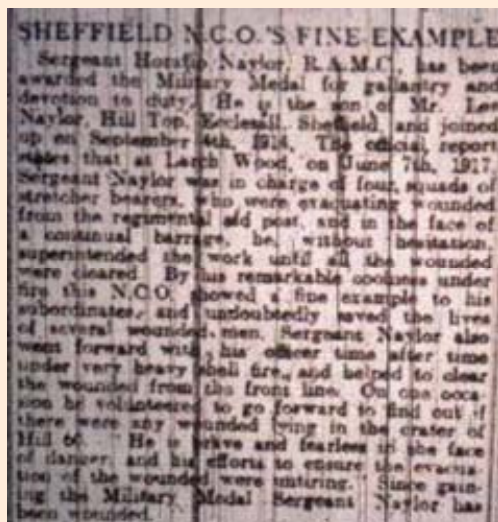 SHEFFIELD N.C.O.'S FINE EXAMPLE
Sergeant Horatio Naylor, R.A.M.C., has been
awarded the Military Medal for gallantry and
devotion to duty. He is the son of Mr. Lee
Naylor, Hill Top, Ecclesall, Sheffield, and joined
up on September 4th, The official report
states that at Larch Wood, on June 7th, 1917,
Sergeant Naylor was in charge of four squads of
stretcher bearers, who were evacuating wounded
from the regimental aid post, and in the face of
a continual barrage, he, without hesitation,
superintended the work until all the wounded
were cleared. By his remarkable coolness under
fire this N.C.O. showed a fine example to his
subordinates, and undoubtedly saved the lives
of several wounded men. Sergeant Naylor also
went forward with his officer time after time
under very heavy shell fire, and helped to clear
the wounded from the front line. On one occa-
sion he volunteered to go forward to find out if
there were any wounded lying in the crater of
Hill 60. "He is brave and fearless in the face
of danger, and his efforts to ensure the evacua-
tion of the wounded were untiring. Since gain-
ing the Military Medal Sergeant Naylor has
been wounded.